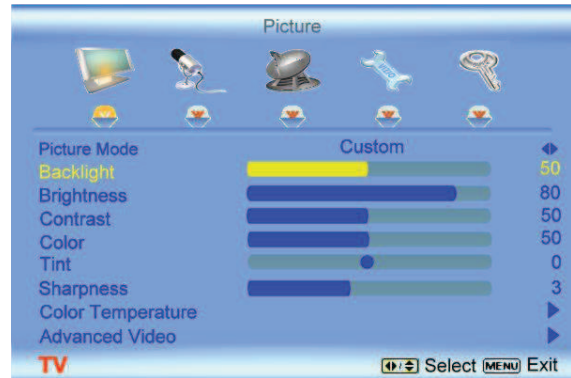 Picture
Picture Mode Custom
Backlight 50
Brightness 80
Contrast 50
Color 50
Tint 0
Sharpness 3
Color Temperature
Advanced Video
TV Select MENU Exit